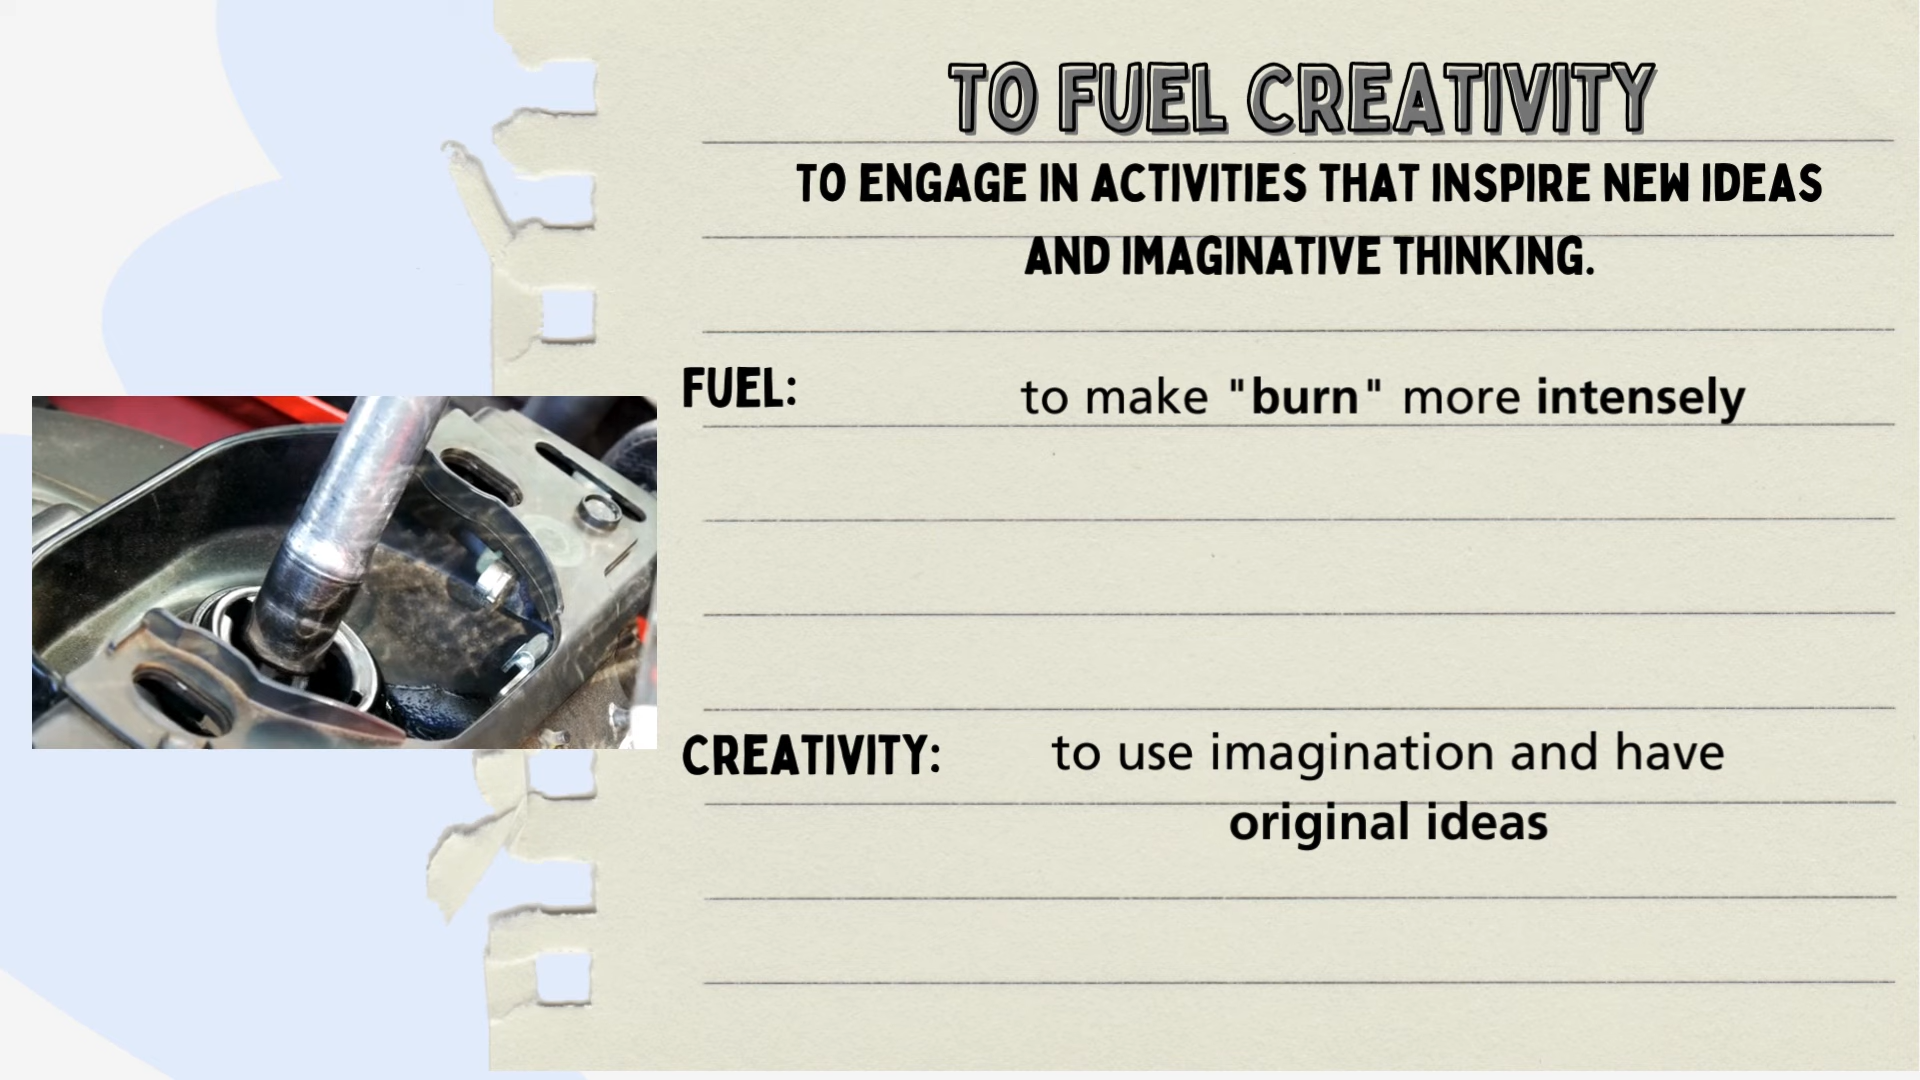 TO FUEL CREATIVITY
TO ENGAGE IN ACTIVITIES THAT INSPIRE NEW IDEAS
AND IMAGINATIVE THINKING.
FUEL: to make "burn" more intensely
CREATIVITY: to use imagination and have
original ideas